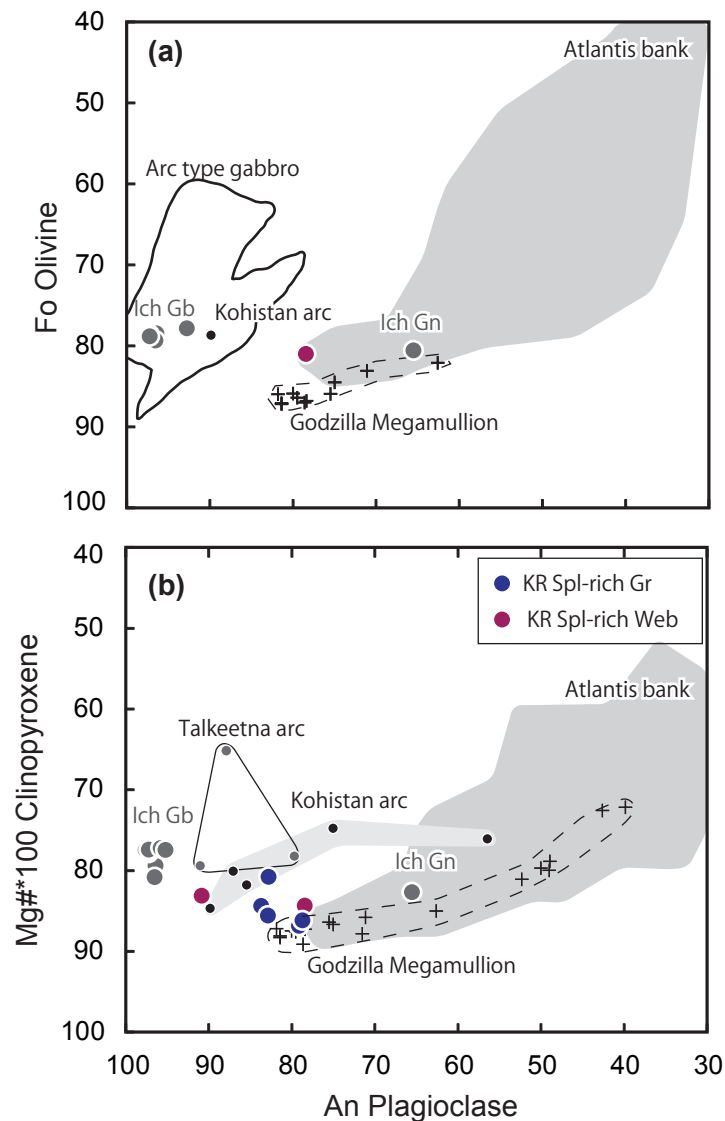 40
50
60
70
80
90
100
Fo Olivine
(a)
Atlantis bank
Arc type gabbro
Ich Gb
Kohistan arc
Ich Gn
Godzilla Megamullion
40
50
60
70
80
90
100
Mg#*100 Clinopyroxene
(b)
KR Spl-rich Gr
KR Spl-rich Web
Atlantis bank
Talkeetna arc
Kohistan arc
Ich Gb
Ich Gn
Godzilla Megamullion
100 90 80 70 60 50 40 30
An Plagioclase